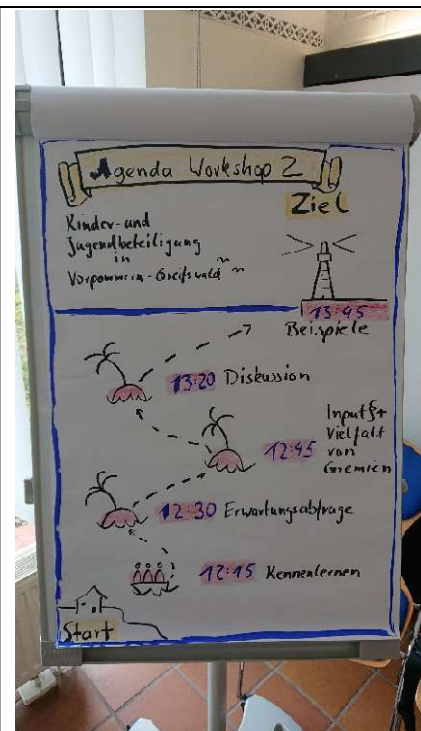 Agenda Workshop 2
Ziel
Kinder- und
Jugendbeteiligung
in
Vorpommern-Greifswald
13:45
Beispiele
13:20 Diskussion
Input §+
Vielfalt
von
Gremien
12:45
12:30 Erwartungsabfrage
12:15 Kennenlernen
Start